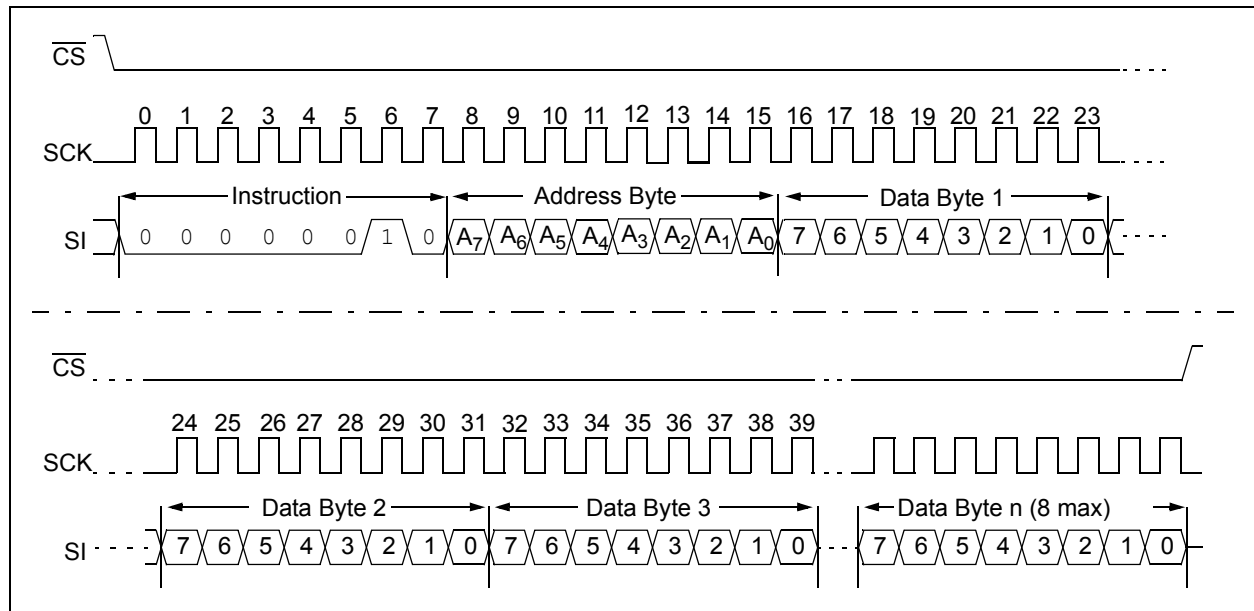 CS
0 1 2 3 4 5 6 7 8 9 10 11 12 13 14 15 16 17 18 19 20 21 22 23
SCK
Instruction Address Byte Data Byte 1
SI 0 0 0 0 0 0 1 0 A7 A6 A5 A4 A3 A2 A1 A0 7 6 5 4 3 2 1 0
CS
24 25 26 27 28 29 30 31 32 33 34 35 36 37 38 39
SCK
Data Byte 2 Data Byte 3 Data Byte n (8 max)
SI 7 6 5 4 3 2 1 0 7 6 5 4 3 2 1 0 7 6 5 4 3 2 1 0